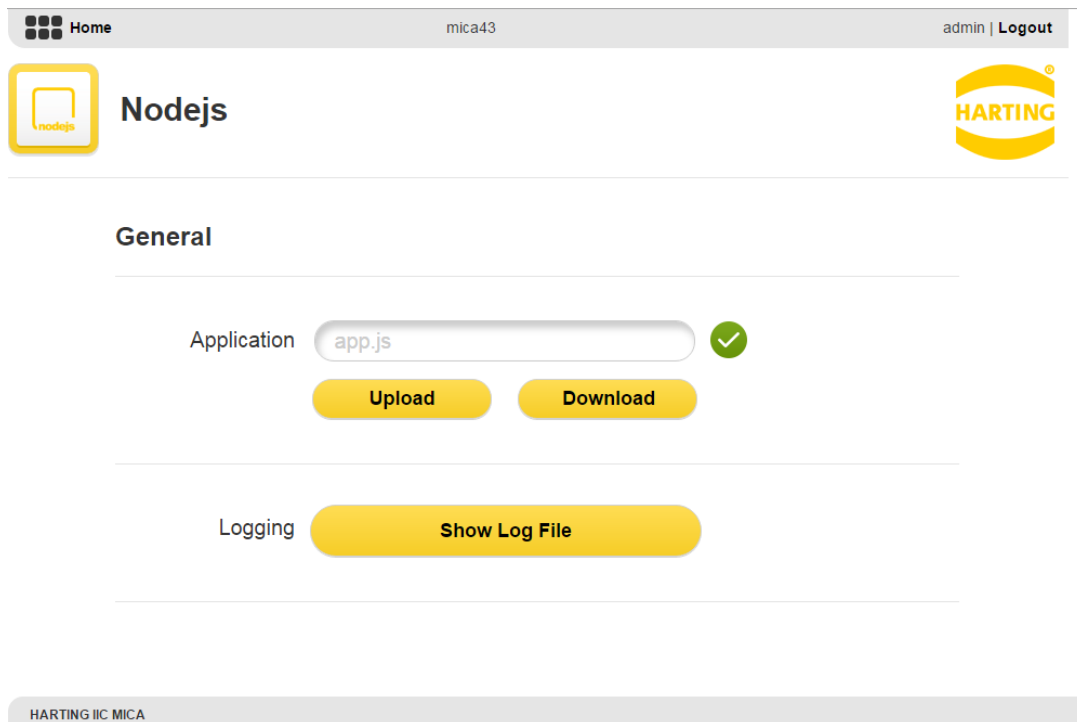 Home mica43 admin | Logout
nodejs Nodejs HARTING ®
General
Application app.js
Upload Download
Logging Show Log File
HARTING IIC MICA